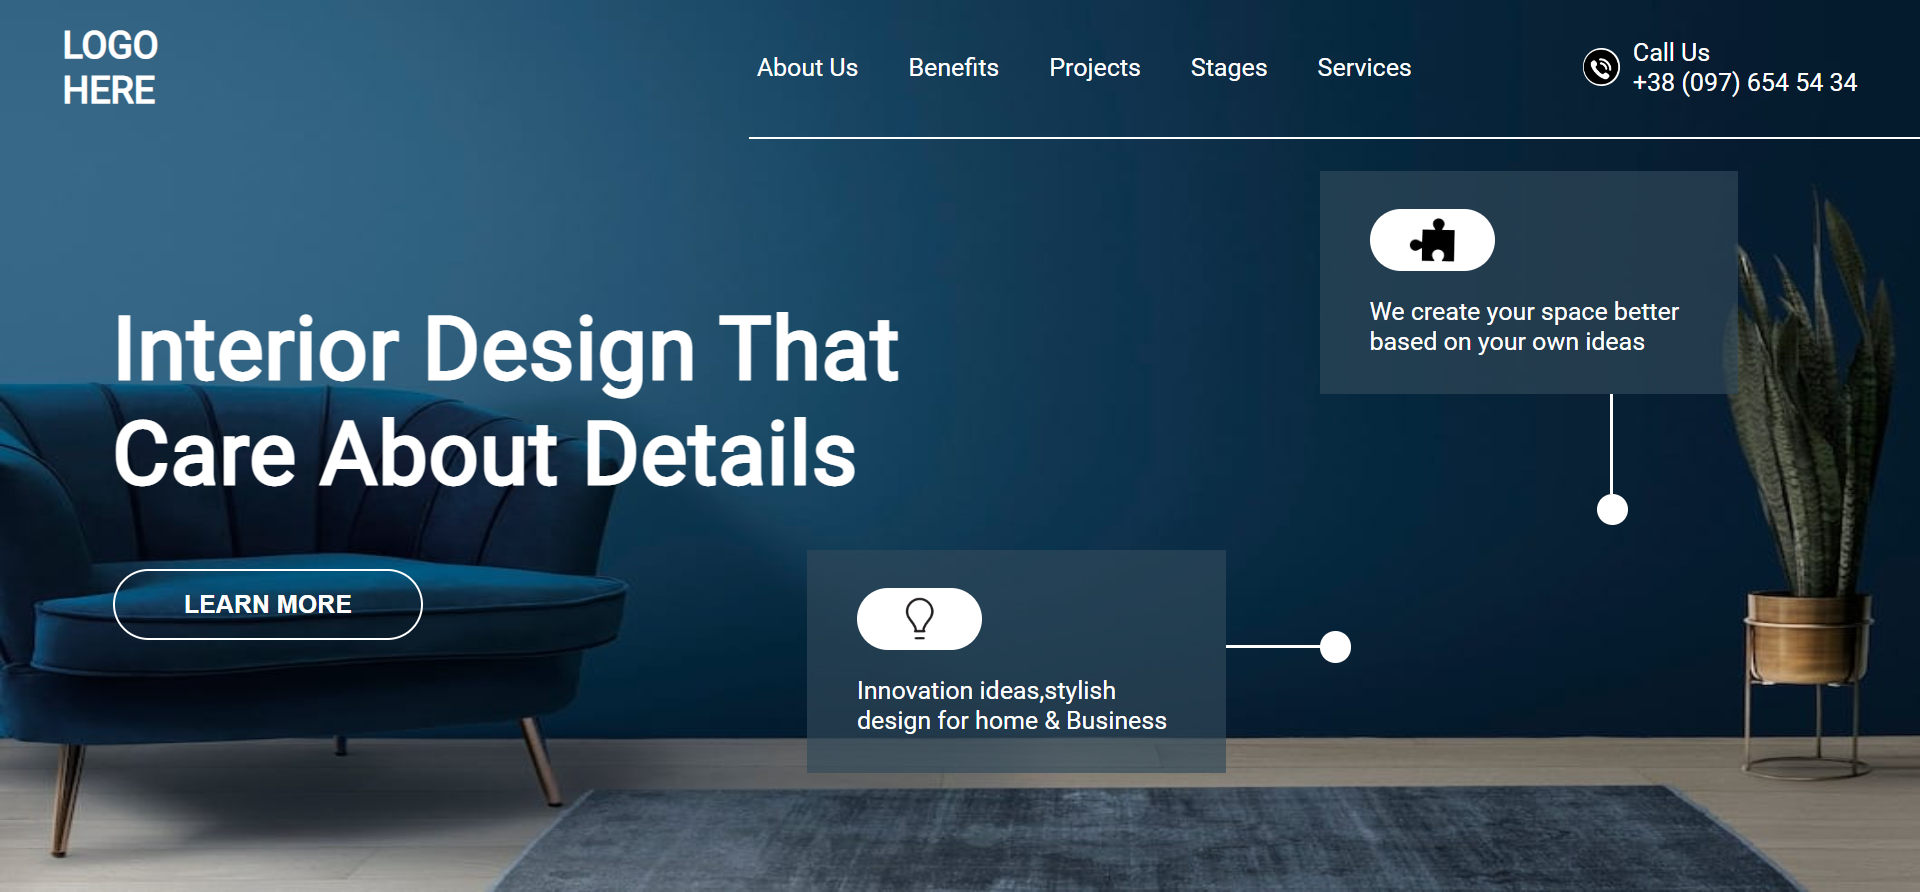 LOGO
HERE
About Us
Benefits
Projects
Stages
Services
Call Us
+38 (097) 654 54 34
We create your space better
based on your own ideas
Interior Design That
Care About Details
LEARN MORE
Innovation ideas,stylish
design for home & Business